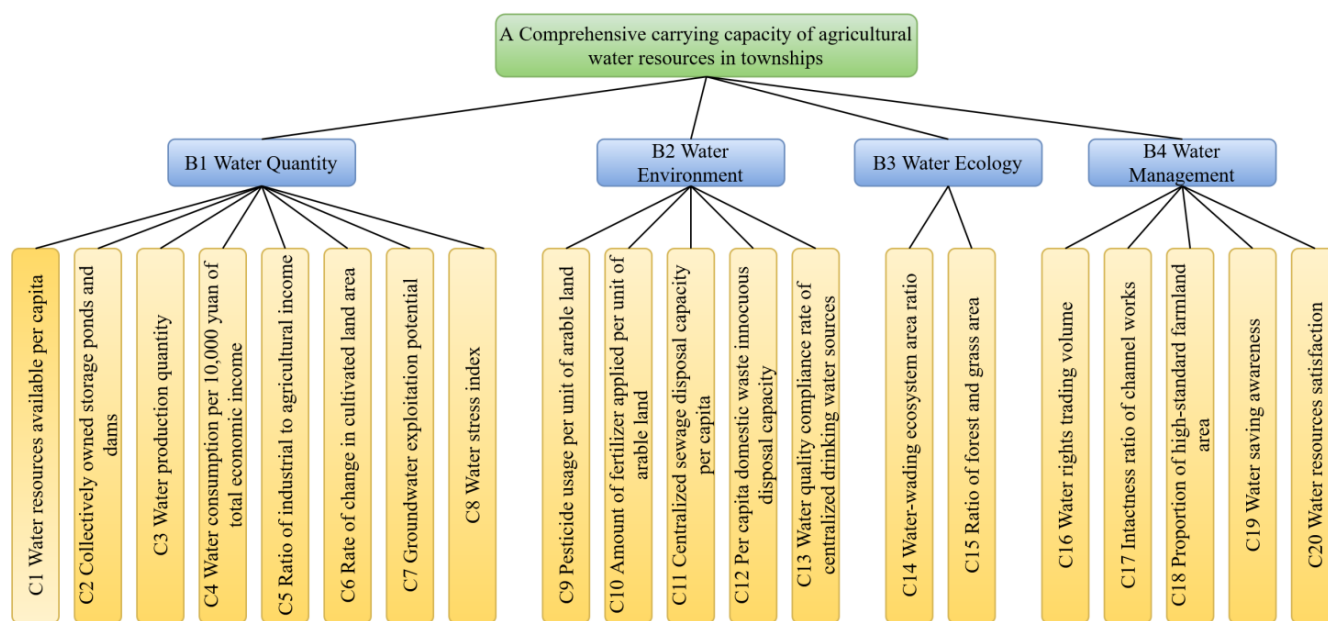 A Comprehensive carrying capacity of agricultural
water resources in townships
B1 Water Quantity
B2 Water
Environment
B3 Water Ecology
B4 Water
Management
C1 Water resources available per capita
C2 Collectively owned storage ponds and
dams
C3 Water production quantity
C4 Water consumption per 10,000 yuan of
total economic income
C5 Ratio of industrial to agricultural income
C6 Rate of change in cultivated land area
C7 Groundwater exploitation potential
C8 Water stress index
C9 Pesticide usage per unit of arable land
C10 Amount of fertilizer applied per unit of
arable land
C11 Centralized sewage disposal capacity
per capita
C12 Per capita domestic waste innocuous
disposal capacity
C13 Water quality compliance rate of
centralized drinking water sources
C14 Water-wading ecosystem area ratio
C15 Ratio of forest and grass area
C16 Water rights trading volume
C17 Intactness ratio of channel works
C18 Proportion of high-standard farmland
area
C19 Water saving awareness
C20 Water resources satisfaction